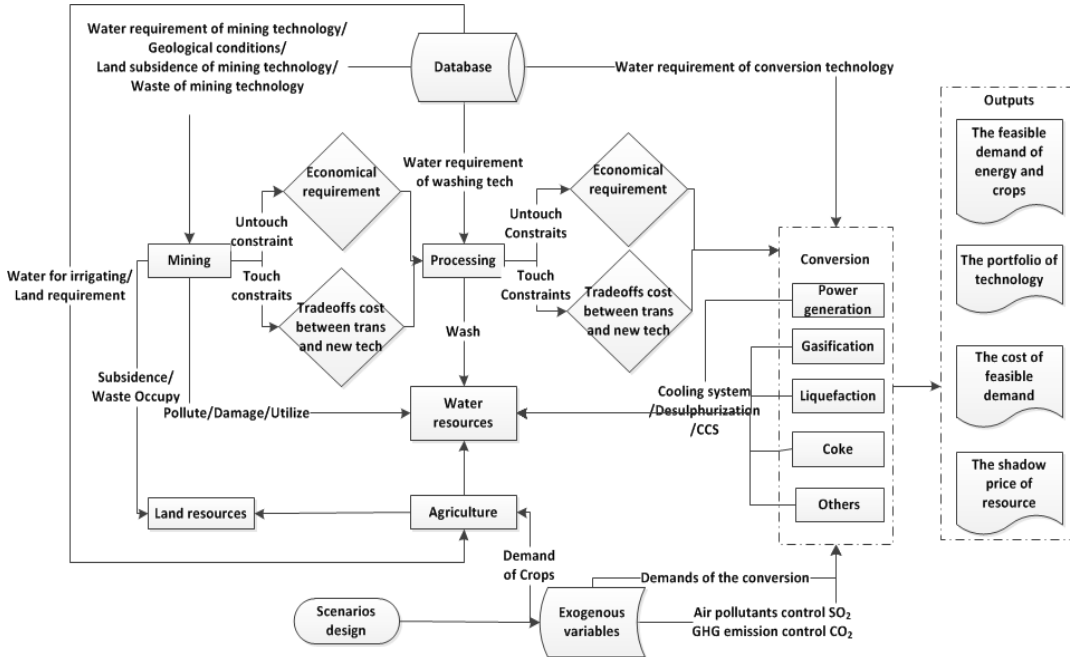 Water requirement of mining technology/
Geological conditions/
Land subsidence of mining technology/
Waste of mining technology
Database
Water requirement of conversion technology
Outputs
The feasible
demand of
energy and
crops
The portfolio of
technology
The cost of
feasible
demand
The shadow
price of
resource
Economical
requirement
Water requirement
of washing tech
Economical
requirement
Untouch
constraint
Untouch
Constraits
Mining
Processing
Conversion
Water for irrigating/
Land requirement
Touch
constraits
Touch
Constraints
Tradeoffs cost
between trans
and new tech
Tradeoffs cost
between trans
and new tech
Power
generation
Wash
Gasification
Subsidence/
Waste Occupy
Pollute/Damage/Utilize
Water
resources
Cooling system
/Desulphurization
/CCS
Liquefaction
Coke
Others
Land resources
Agriculture
Demand
of Crops
Demands of the conversion
Scenarios
design
Exogenous
variables
Air pollutants control SO₂
GHG emission control CO₂